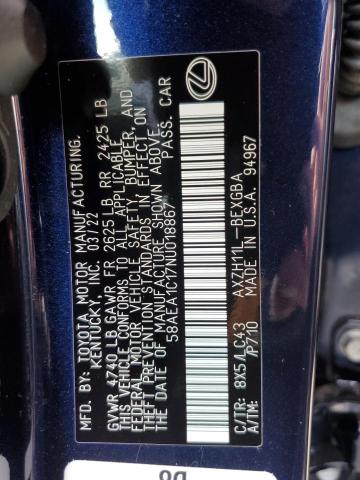 MFD. BY: TOYOTA MOTOR MANUFACTURING.
KENTUCKY, INC. 03/22
GVWR 4740 LB GAWR FR 2625 LB RR 2425 LB
THIS VEHICLE CONFORMS TO ALL APPLICABLE
FEDERAL MOTOR VEHICLE SAFETY, BUMPER, AND
THEFT PREVENTION STANDARDS IN EFFECT ON
THE DATE OF MANUFACTURE SHOWN ABOVE.
58AEA1C17NU018867 PASS. CAR
C/TR: 8X5/LC43 AXZH11L-BEXGBA
A/TM: /P710 MADE IN U.S.A. 94967